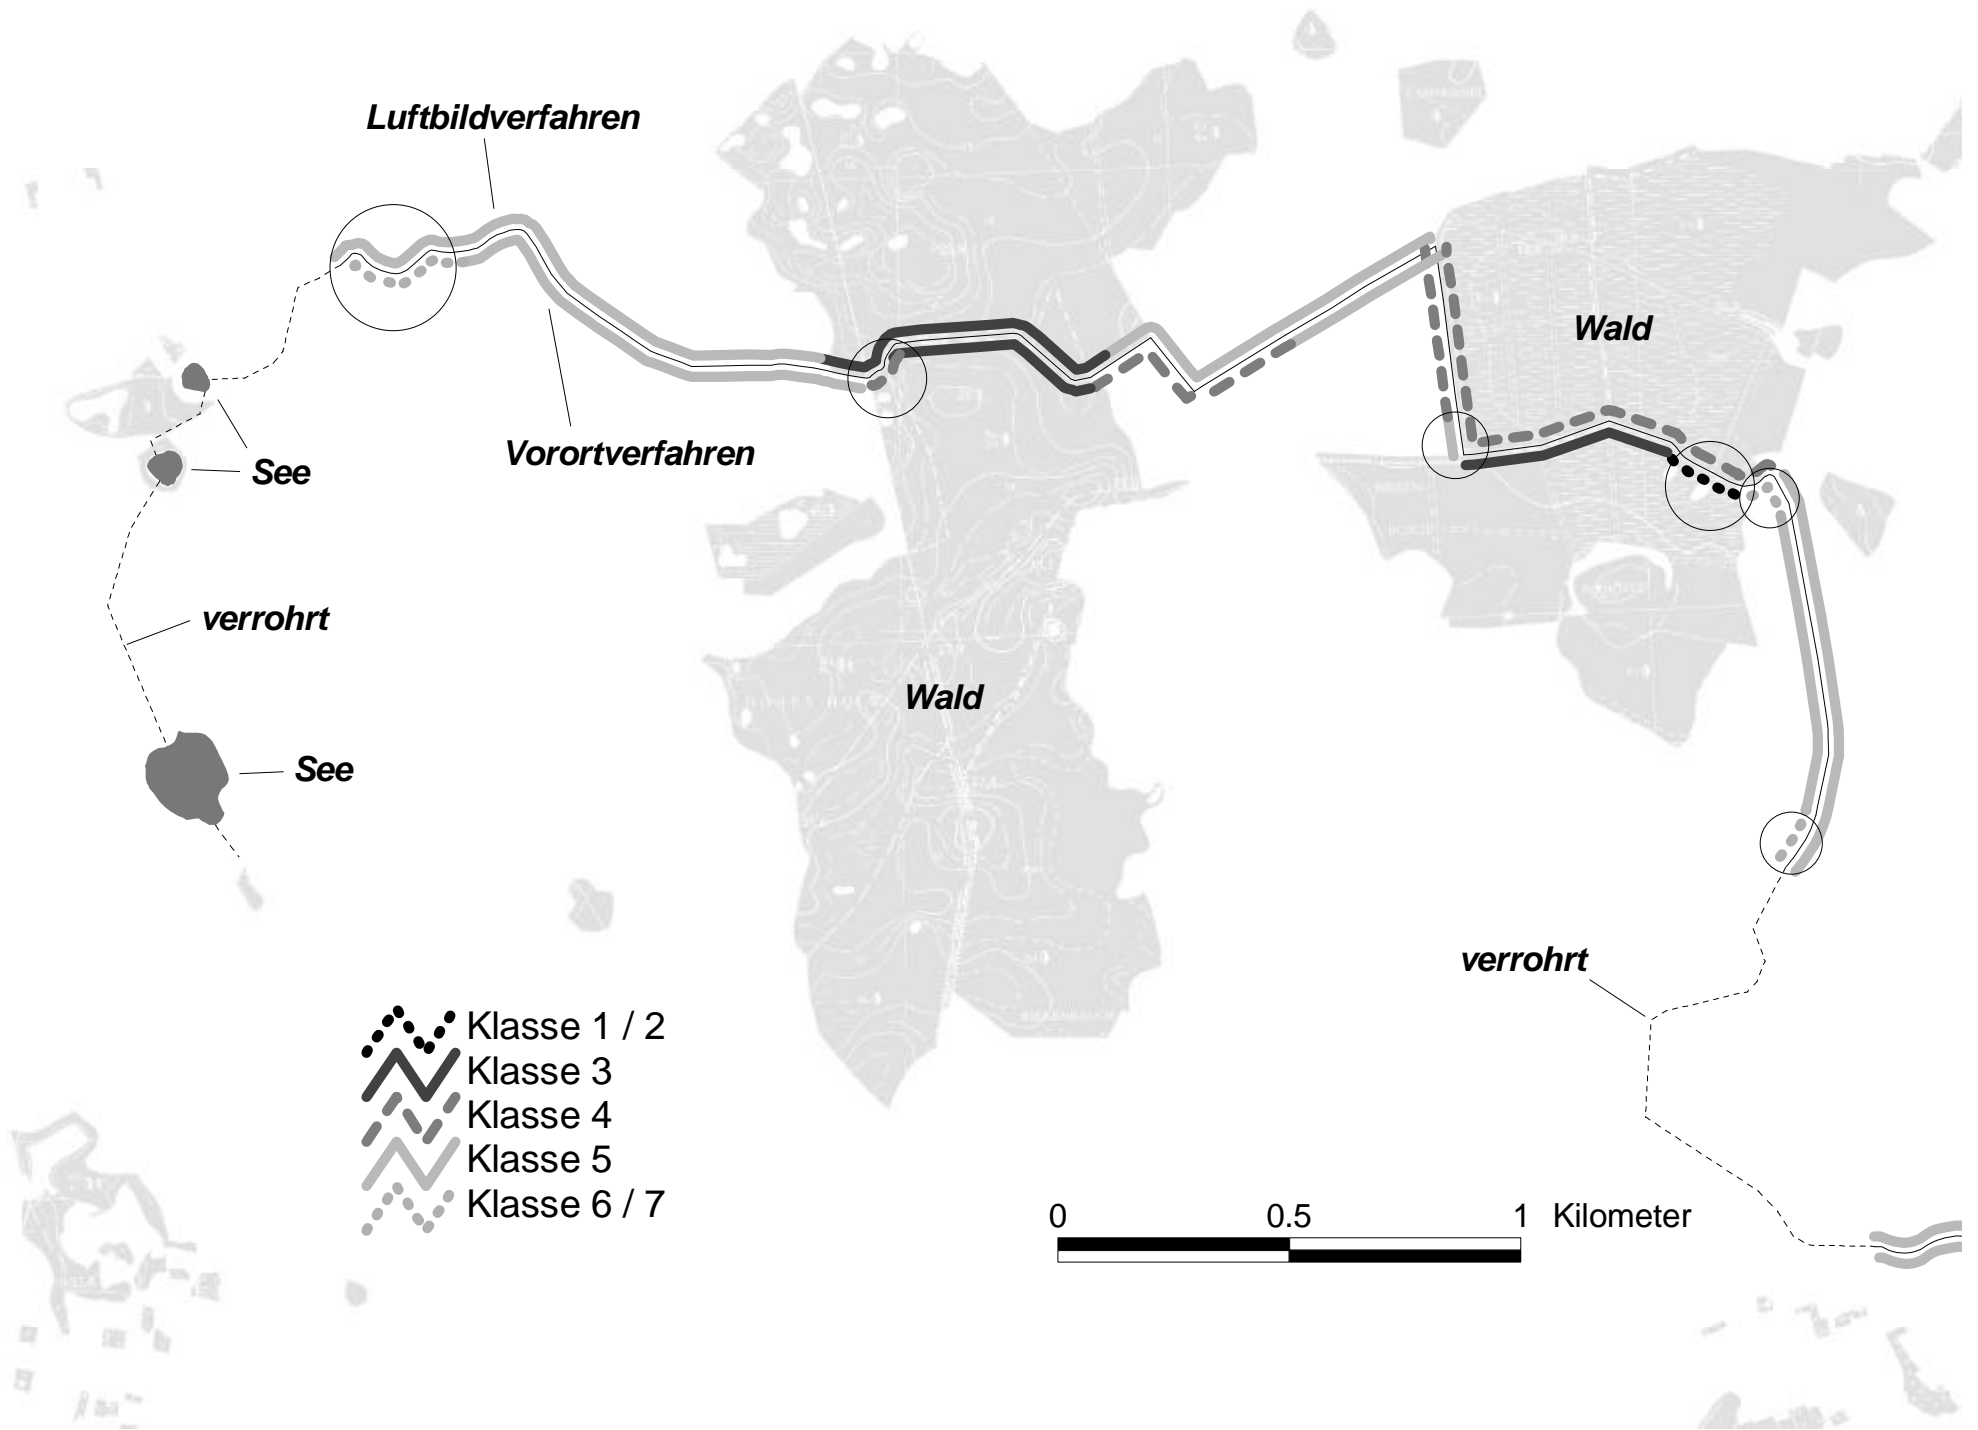 Luftbildverfahren
Wald
Vorortverfahren
See
verrohrt
Wald
See
verrohrt
Klasse 1 / 2
Klasse 3
Klasse 4
Klasse 5
Klasse 6 / 7
0 0.5 1 Kilometer